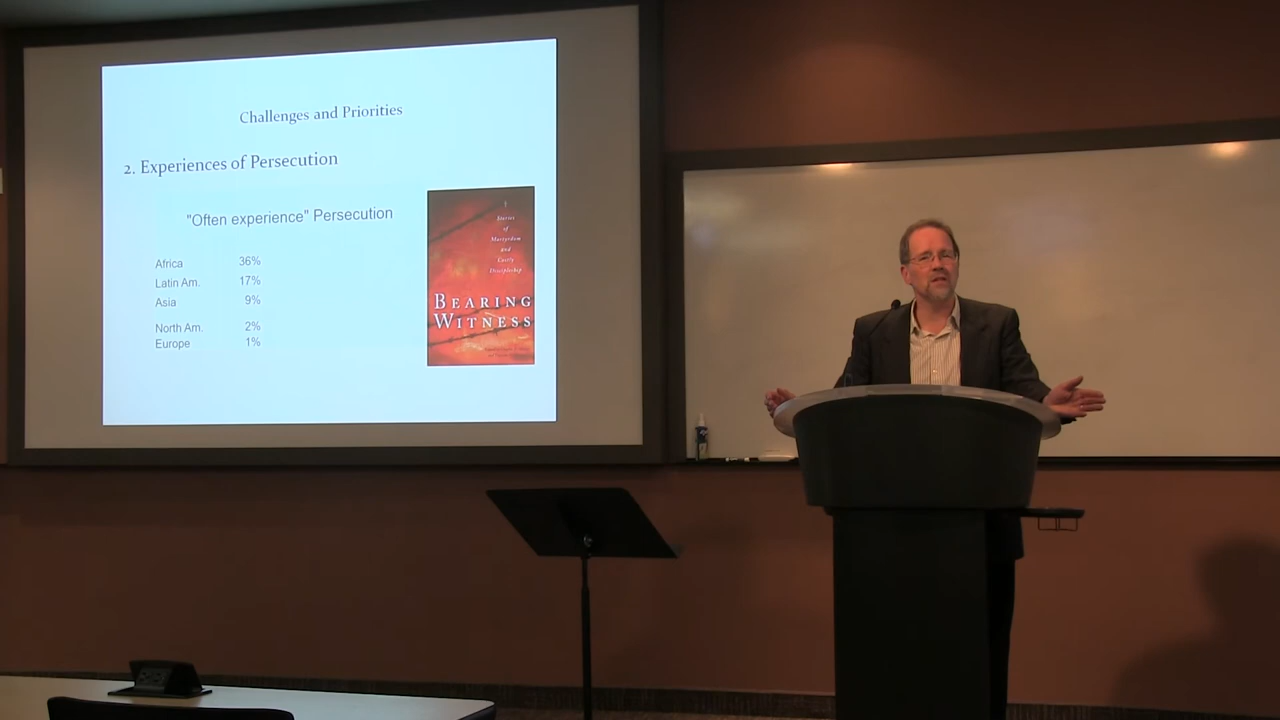 Challenges and Priorities
2. Experiences of Persecution
"Often experience" Persecution
Africa 36%
Latin Am. 17%
Asia 9%
North Am. 2%
Europe 1%
Stories
of
Martyrdom
and
Costly
Discipleship
BEARING
WITNESS